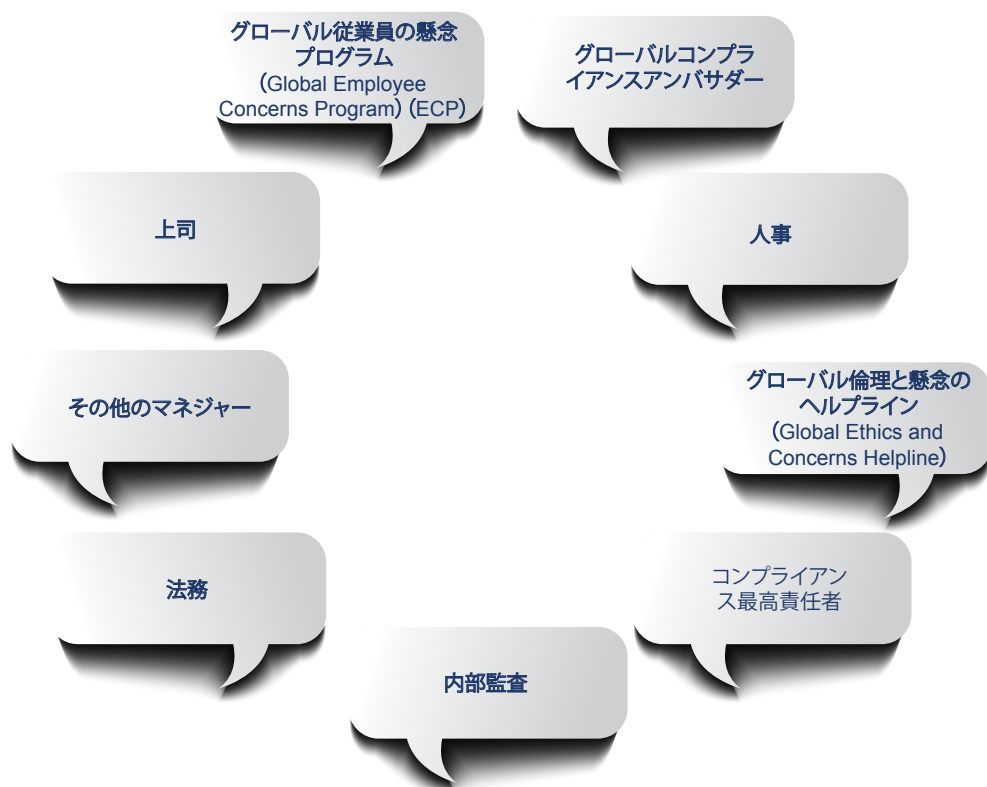 グローバル従業員の懸念
プログラム
(Global Employee
Concerns Program) (ECP)
グローバルコンプラ
イアンスアンバサダー
上司
人事
その他のマネジャー
グローバル倫理と懸念の
ヘルプライン
(Global Ethics and
Concerns Helpline)
法務
コンプライアン
ス最高責任者
内部監査